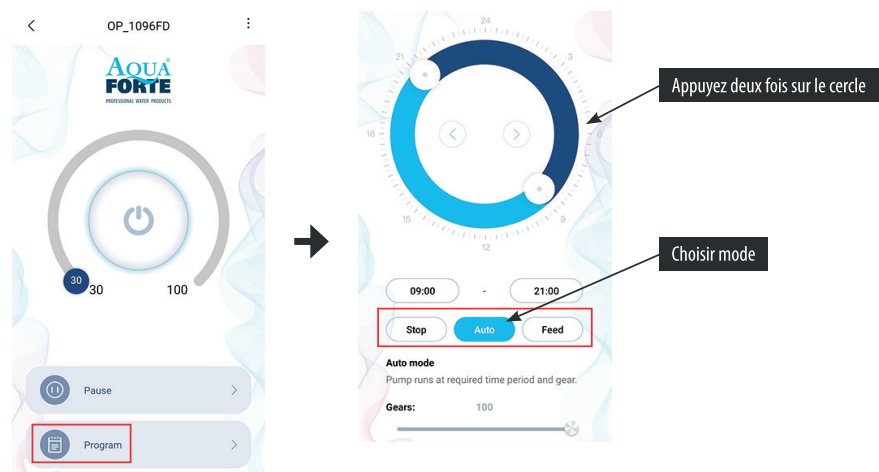 OP_1096FD
AQUA
FORTE
PROFESSIONAL WATER PRODUCTS
30
30
100
Pause
Program
24
21
3
18
6
15
9
12
09:00 - 21:00
Stop Auto Feed
Auto mode
Pump runs at required time period and gear.
Gears: 100
Appuyez deux fois sur le cercle
Choisir mode